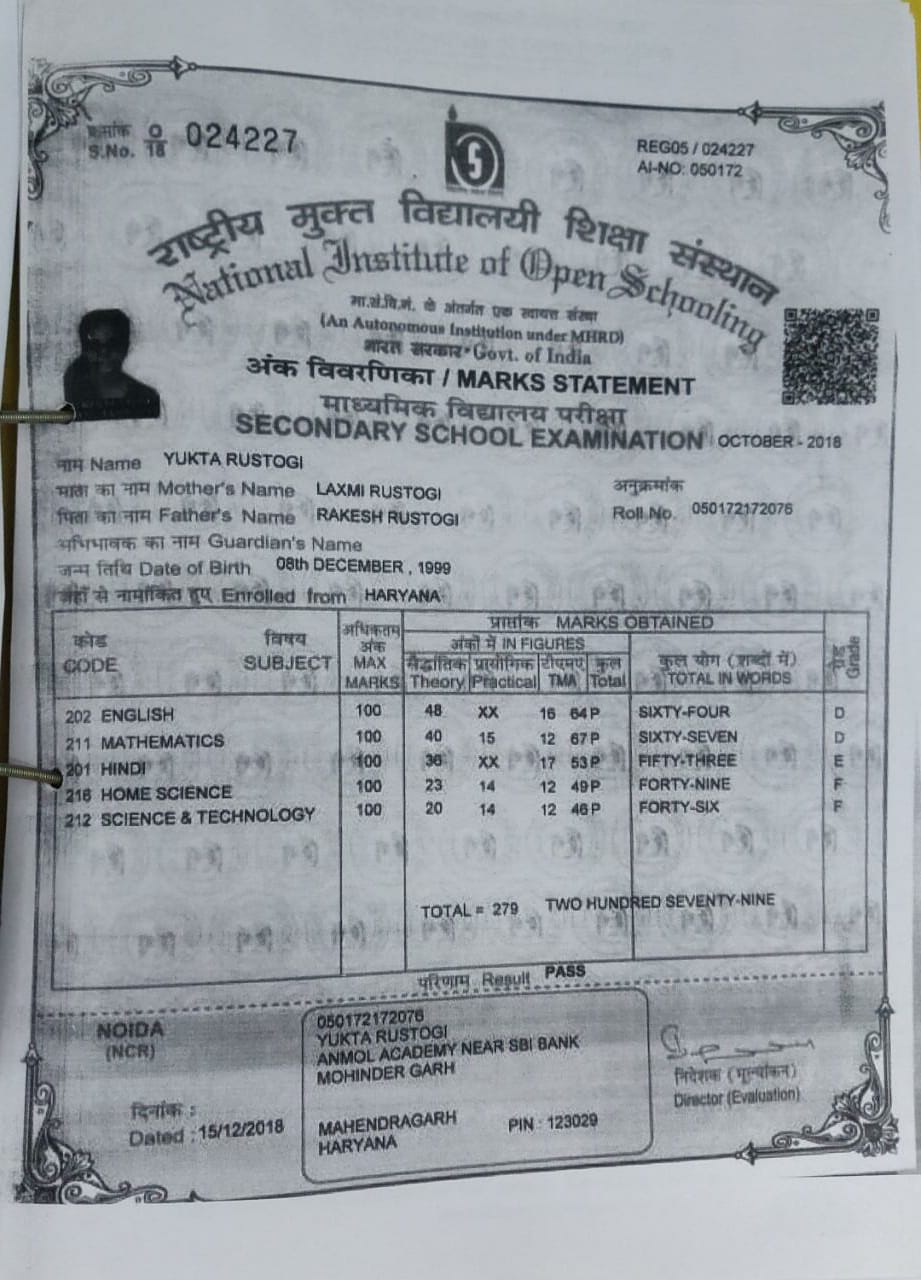 क्रमांक O/18 024227
S.No.
REG05 / 024227
AI-NO: 050172
राष्ट्रीय मुक्त विद्यालयी शिक्षा संस्थान
National Institute of Open Schooling
मा.सं.वि.मं. के अंतर्गत एक स्वायत्त संस्था
(An Autonomous Institution under MHRD)
भारत सरकार Govt. of India
अंक विवरणिका / MARKS STATEMENT
माध्यमिक विद्यालय परीक्षा
SECONDARY SCHOOL EXAMINATION OCTOBER - 2018
नाम Name YUKTA RUSTOGI
माता का नाम Mother's Name LAXMI RUSTOGI
अनुक्रमांक
पिता का नाम Father's Name RAKESH RUSTOGI
Roll No. 050172172076
अभिभावक का नाम Guardian's Name
जन्म तिथि Date of Birth 08th DECEMBER , 1999
जहाँ से नामांकित हुए Enrolled from HARYANA
कोड विषय अधिकतम अंक प्राप्तांक MARKS OBTAINED ग्रेड Grade
CODE SUBJECT MAX MARKS अंकों में IN FIGURES कुल योग (शब्दों में) TOTAL IN WORDS
सैद्धांतिक Theory प्रायोगिक Practical टीएमए TMA कुल Total
202 ENGLISH 100 48 XX 16 64P SIXTY-FOUR D
211 MATHEMATICS 100 40 15 12 67P SIXTY-SEVEN D
201 HINDI 100 36 XX 17 53P FIFTY-THREE E
216 HOME SCIENCE 100 23 14 12 49P FORTY-NINE F
212 SCIENCE & TECHNOLOGY 100 20 14 12 46P FORTY-SIX F
TOTAL = 279 TWO HUNDRED SEVENTY-NINE
परिणाम Result PASS
NOIDA
(NCR)
दिनांक :
Dated : 15/12/2018
050172172076
YUKTA RUSTOGI
ANMOL ACADEMY NEAR SBI BANK
MOHINDER GARH
MAHENDRAGARH PIN : 123029
HARYANA
निदेशक (मूल्यांकन)
Director (Evaluation)